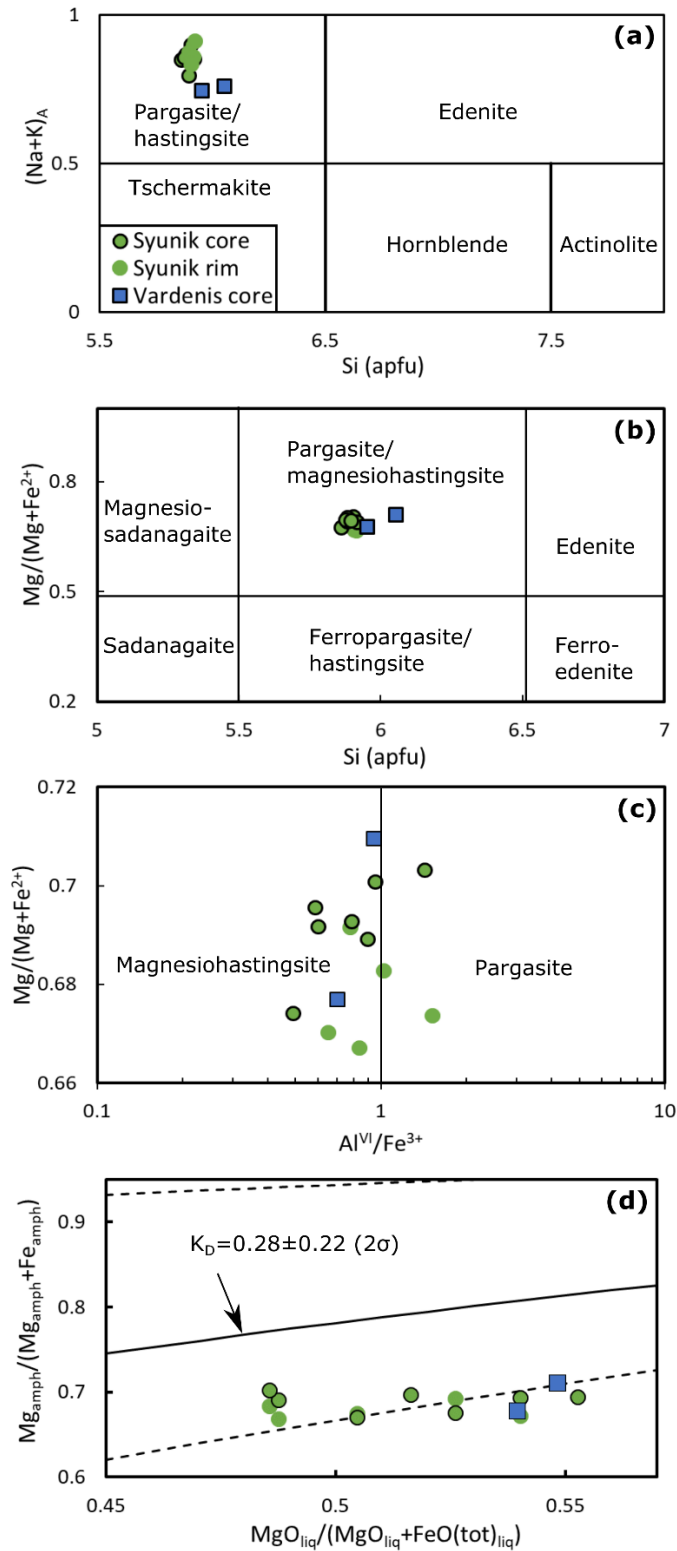 1
(a)
Pargasite/
hastingsite
Edenite
(Na+K)A
0.5
Tschermakite
Syunik core
Syunik rim
Vardenis core
Hornblende
Actinolite
0
5.5
6.5
7.5
Si (apfu)
(b)
Pargasite/
magnesiohastingsite
0.8
Magnesio-
sadanagaite
Mg/(Mg+Fe2+)
Edenite
0.5
Sadanagaite
Ferropargasite/
hastingsite
Ferro-
edenite
0.2
5
5.5
6
6.5
7
Si (apfu)
0.72
(c)
Mg/(Mg+Fe2+)
0.7
Magnesiohastingsite
Pargasite
0.68
0.66
0.1
1
10
AlVI/Fe3+
(d)
0.9
KD=0.28±0.22 (2σ)
Mgamph/(Mgamph+Feamph)
0.8
0.7
0.6
0.45
0.5
0.55
MgOliq/(MgOliq+FeO(tot)liq)